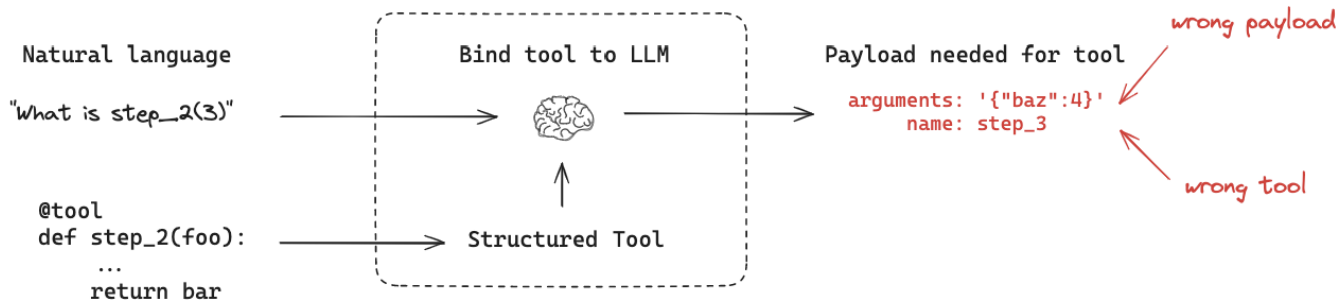 Natural language
"What is step_2(3)"
@tool
def step_2(foo):
...
return bar
Bind tool to LLM
Structured Tool
Payload needed for tool
arguments: '{"baz":4}'
name: step_3
wrong payload
wrong tool